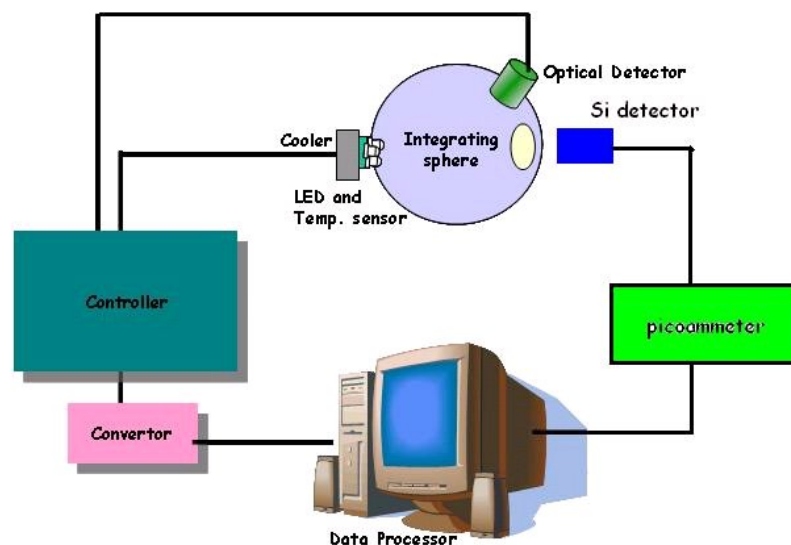 Optical Detector
Si detector
Cooler
Integrating
sphere
LED and
Temp. sensor
Controller
picoammeter
Convertor
Data Processor